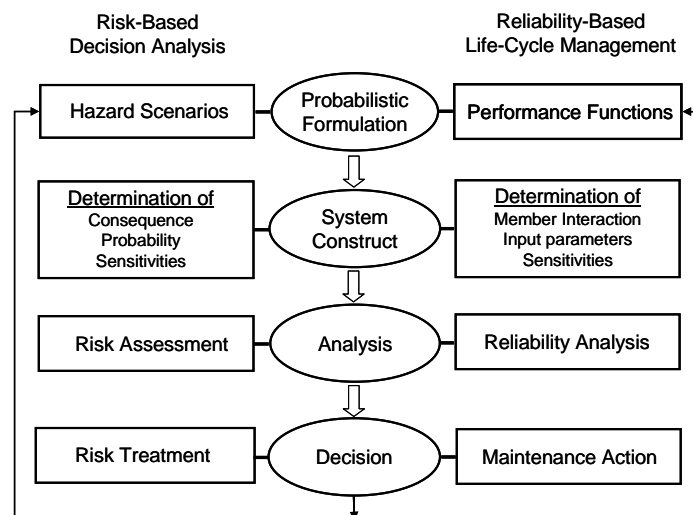 Risk-Based
Decision Analysis
Reliability-Based
Life-Cycle Management
Hazard Scenarios
Probabilistic
Formulation
Performance Functions
Determination of
Consequence
Probability
Sensitivities
System
Construct
Determination of
Member Interaction
Input parameters
Sensitivities
Risk Assessment
Analysis
Reliability Analysis
Risk Treatment
Decision
Maintenance Action